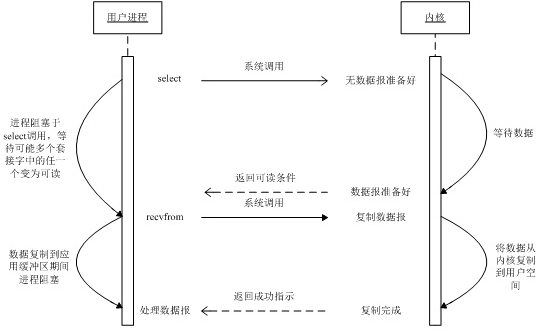 用户进程
内核
系统调用
select
无数据报准备好
进程阻塞于
select调用，等
待可能多个套
接字中的任一
个变为可读
等待数据
返回可读条件
数据报准备好
系统调用
recvfrom
复制数据报
数据复制到应
用缓冲区期间
进程阻塞
将数据从
内核复制
到用户空
间
返回成功指示
处理数据报
复制完成